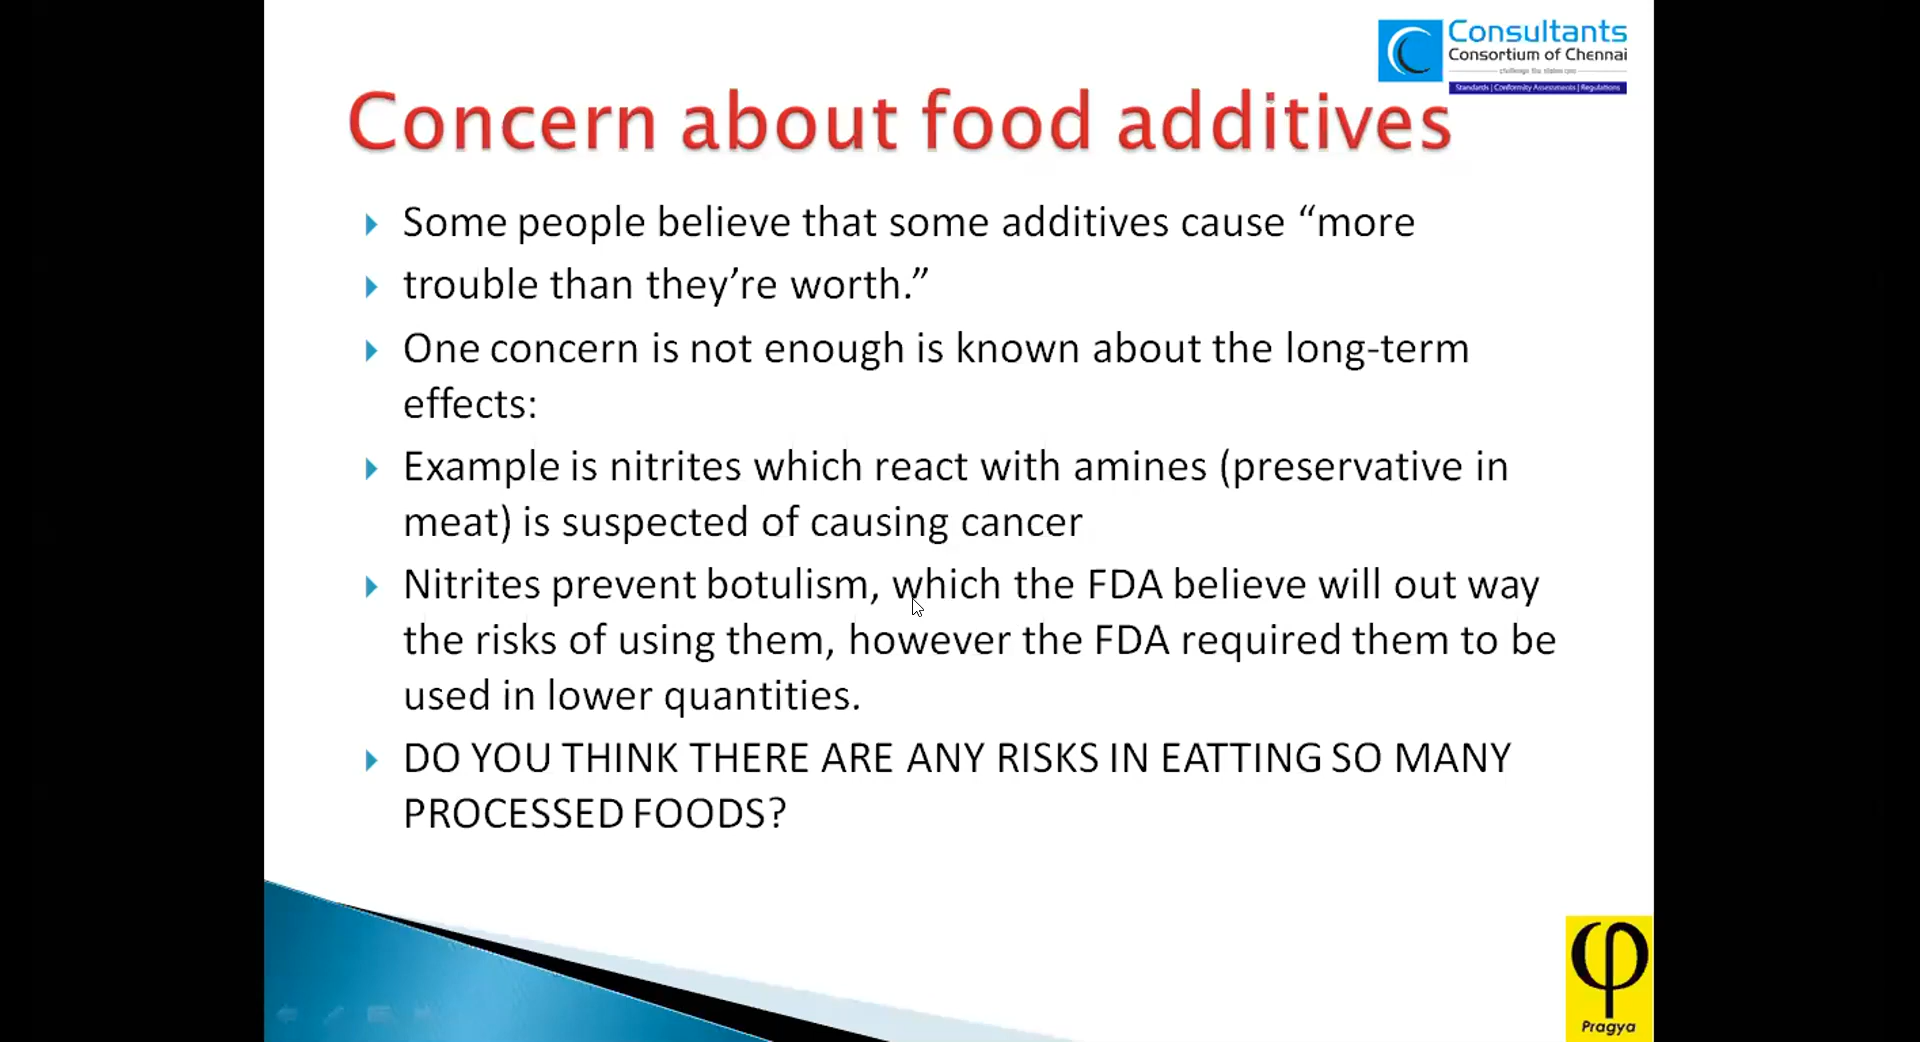 Consultants
Consortium of Chennai
challenge the status quo
Standards | Conformity Assessments | Regulations
Concern about food additives
Some people believe that some additives cause “more
trouble than they’re worth.”
One concern is not enough is known about the long-term
effects:
Example is nitrites which react with amines (preservative in
meat) is suspected of causing cancer
Nitrites prevent botulism, which the FDA believe will out way
the risks of using them, however the FDA required them to be
used in lower quantities.
DO YOU THINK THERE ARE ANY RISKS IN EATTING SO MANY
PROCESSED FOODS?
φ
Pragya